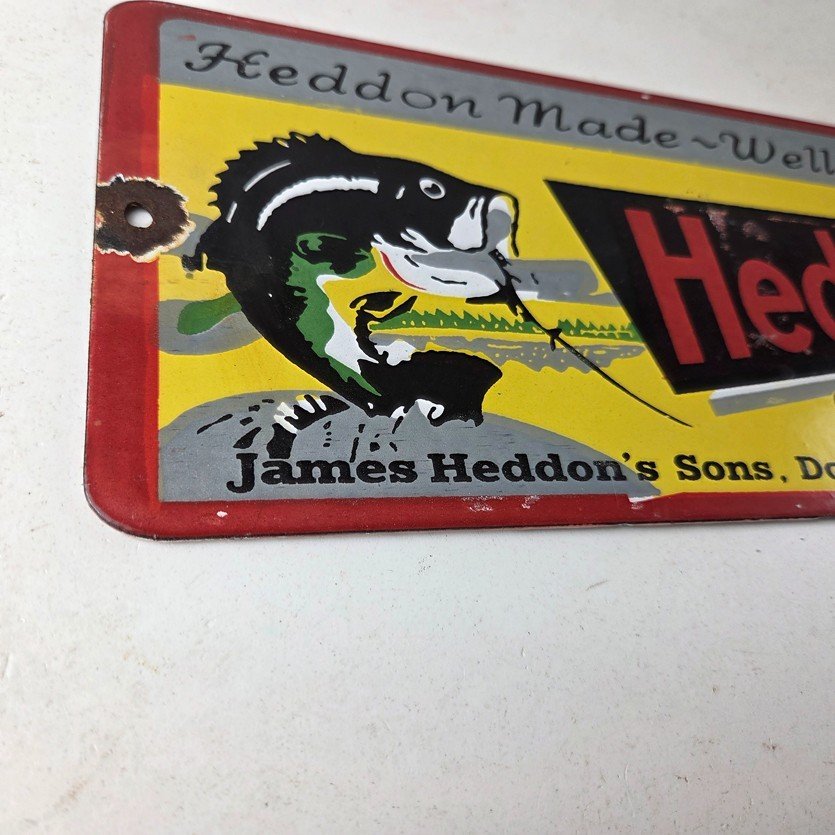 Heddon Made ~ Well
Hed
James Heddon's Sons, Do